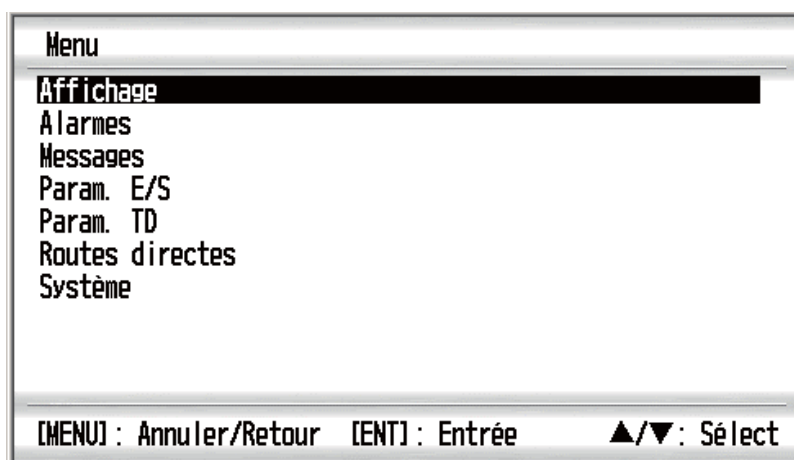 Menu
Affichage
Alarmes
Messages
Param. E/S
Param. TD
Routes directes
Système
[MENU] : Annuler/Retour [ENT] : Entrée ▲/▼ : Sélect